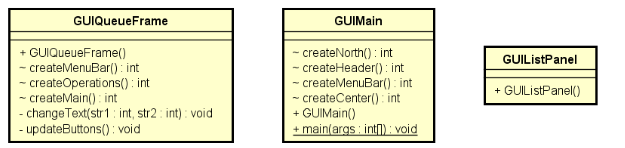 GUIQueueFrame
+ GUIQueueFrame()
~ createMenuBar() : int
~ createOperations() : int
~ createMain() : int
- changeText(str1 : int, str2 : int) : void
- updateButtons() : void
GUIMain
~ createNorth() : int
~ createHeader() : int
~ createMenuBar() : int
~ createCenter() : int
+ GUIMain()
+ main(args : int[]) : void
GUIListPanel
+ GUIListPanel()